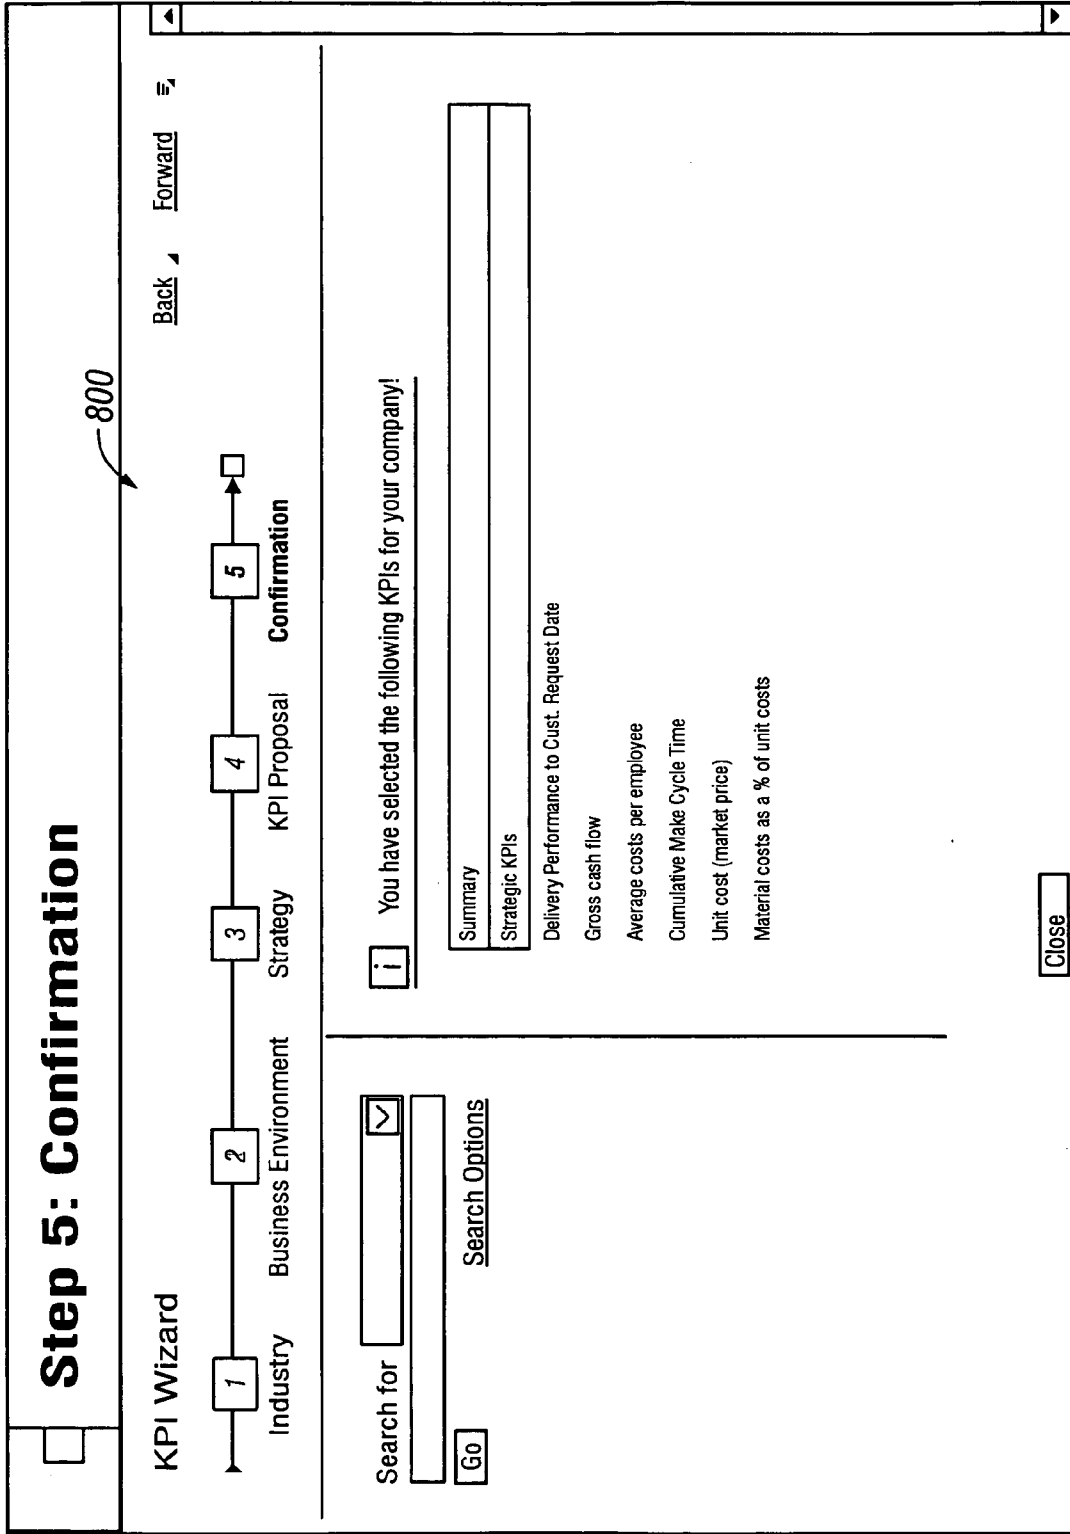 Step 5: Confirmation
800
KPI Wizard
Back Forward
1 2 3 4 5
Industry Business Environment Strategy KPI Proposal Confirmation
Search for
Go Search Options
i You have selected the following KPIs for your company!
Summary
Strategic KPIs
Delivery Performance to Cust. Request Date
Gross cash flow
Average costs per employee
Cumulative Make Cycle Time
Unit cost (market price)
Material costs as a % of unit costs
Close